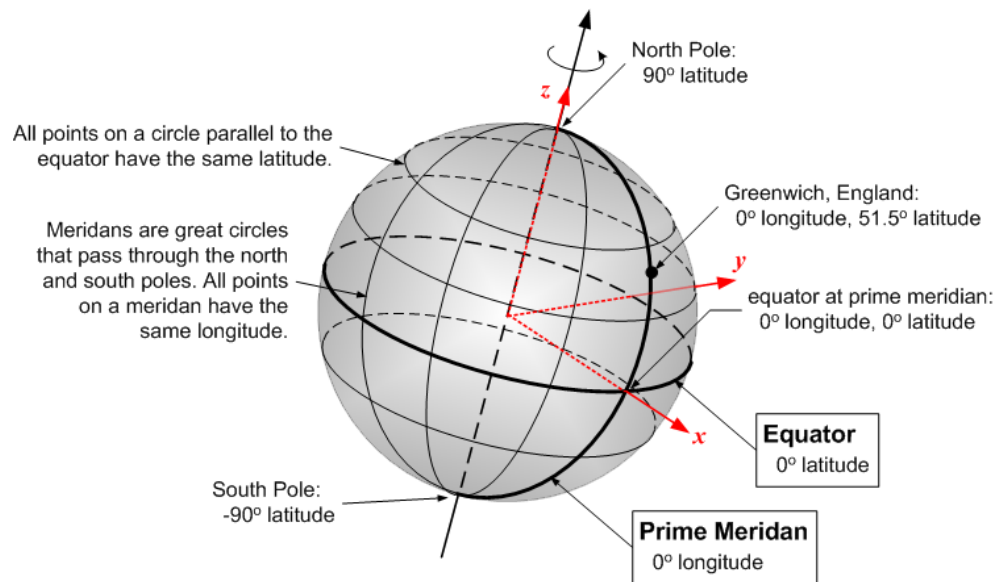 North Pole:
90o latitude
z
All points on a circle parallel to the
equator have the same latitude.
Greenwich, England:
0o longitude, 51.5o latitude
Meridans are great circles
that pass through the north
and south poles. All points
on a meridan have the
same longitude.
y
equator at prime meridian:
0o longitude, 0o latitude
x
Equator
0o latitude
South Pole:
-90o latitude
Prime Meridan
0o longitude